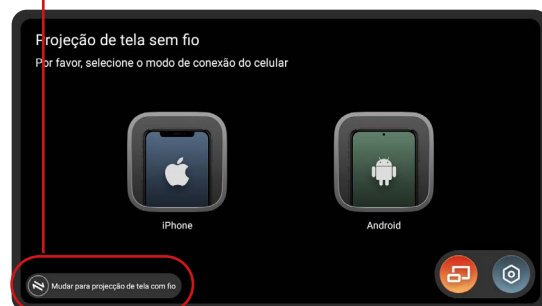 Projeção de tela sem fio
Por favor, selecione o modo de conexão do celular
iPhone
Android
Mudar para projecção de tela com fio